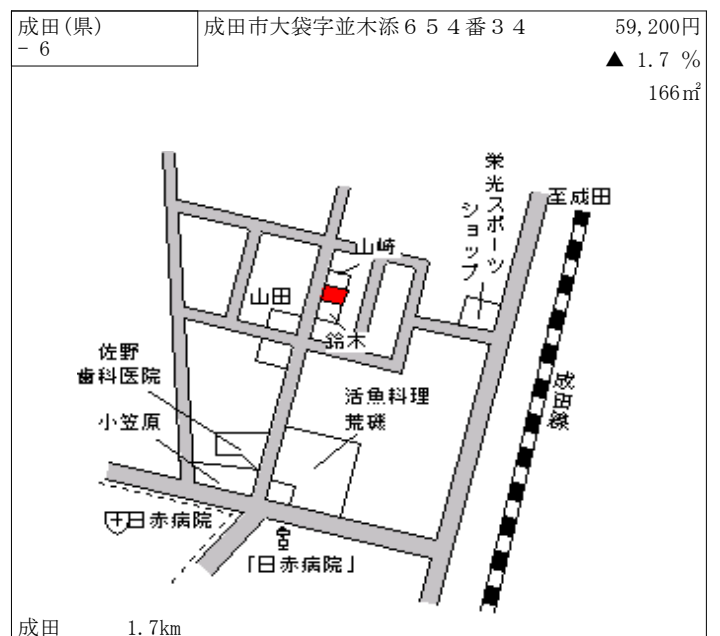 成田(県)
- 6
成田市大袋字並木添６５４番３４
59,200円
▲ 1.7 %
166㎡
栄光スポーツ
ショップ
至成田
山崎
山田
鈴木
佐野
歯科医院
活魚料理
荒磯
小笠原
成田線
日赤病院
「日赤病院」
成田 1.7km